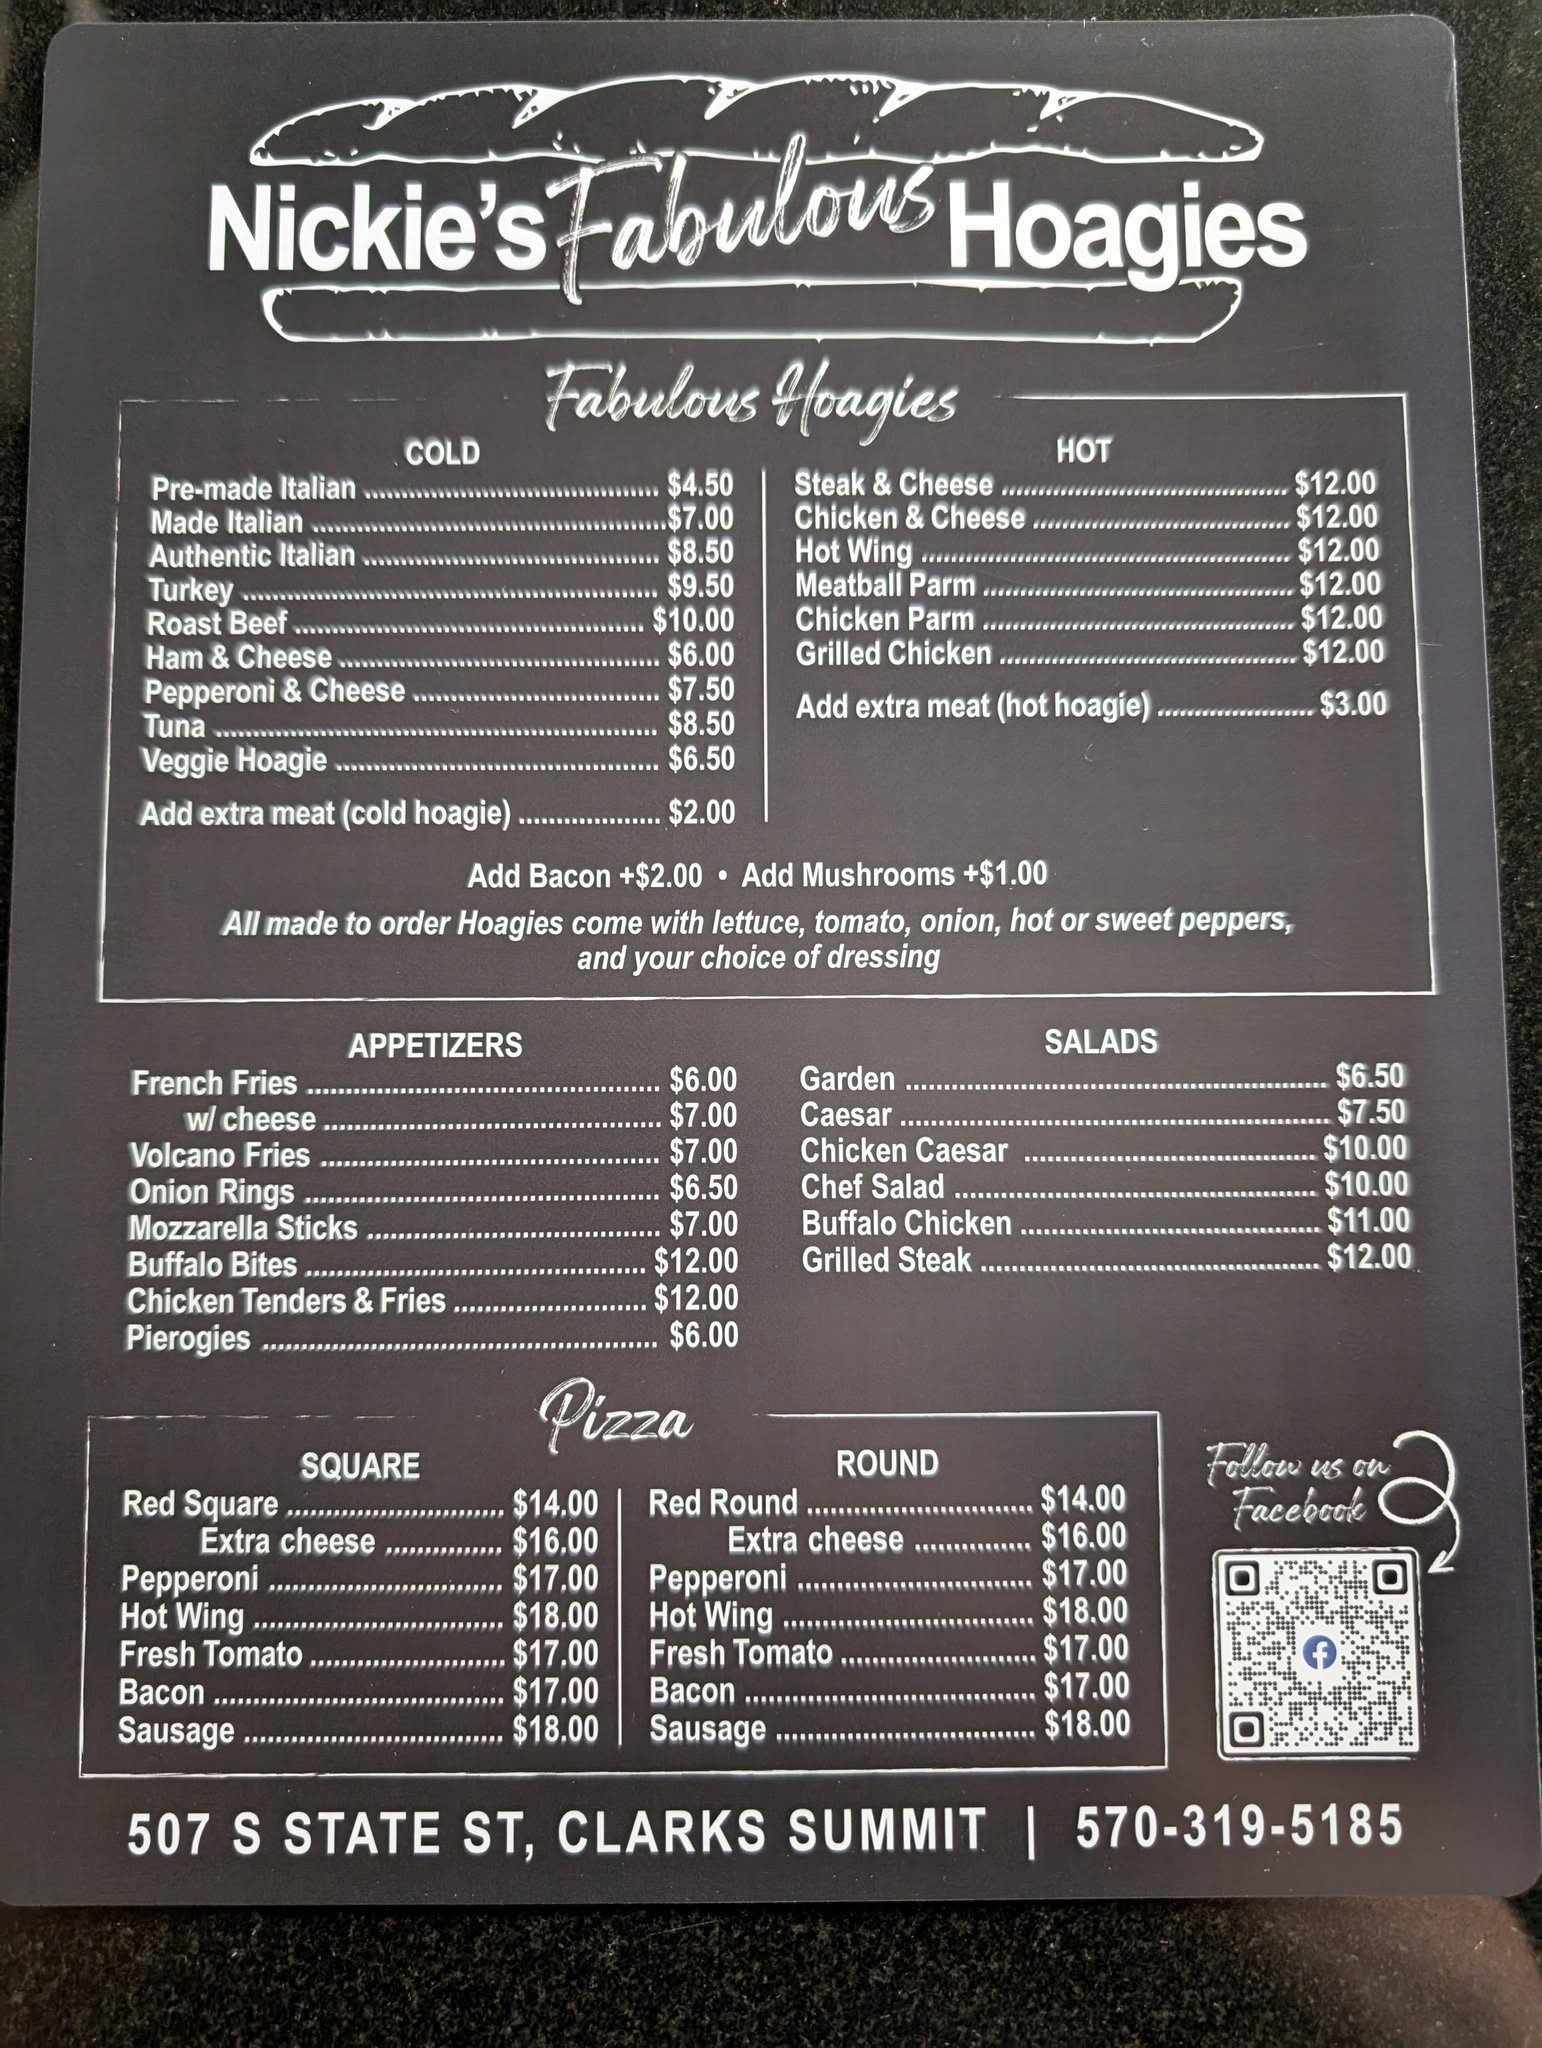 Nickie's Fabulous Hoagies
Fabulous Hoagies
COLD
Pre-made Italian ........ $4.50
Made Italian ........ $7.00
Authentic Italian ........ $8.50
Turkey ........ $9.50
Roast Beef ........ $10.00
Ham & Cheese ........ $6.00
Pepperoni & Cheese ........ $7.50
Tuna ........ $8.50
Veggie Hoagie ........ $6.50
Add extra meat (cold hoagie) ........ $2.00
HOT
Steak & Cheese ........ $12.00
Chicken & Cheese ........ $12.00
Hot Wing ........ $12.00
Meatball Parm ........ $12.00
Chicken Parm ........ $12.00
Grilled Chicken ........ $12.00
Add extra meat (hot hoagie) ........ $3.00
Add Bacon +$2.00 • Add Mushrooms +$1.00
All made to order Hoagies come with lettuce, tomato, onion, hot or sweet peppers,
and your choice of dressing
APPETIZERS
French Fries ........ $6.00
w/ cheese ........ $7.00
Volcano Fries ........ $7.00
Onion Rings ........ $6.50
Mozzarella Sticks ........ $7.00
Buffalo Bites ........ $12.00
Chicken Tenders & Fries ........ $12.00
Pierogies ........ $6.00
SALADS
Garden ........ $6.50
Caesar ........ $7.50
Chicken Caesar ........ $10.00
Chef Salad ........ $10.00
Buffalo Chicken ........ $11.00
Grilled Steak ........ $12.00
Pizza
SQUARE
Red Square ........ $14.00
Extra cheese ........ $16.00
Pepperoni ........ $17.00
Hot Wing ........ $18.00
Fresh Tomato ........ $17.00
Bacon ........ $17.00
Sausage ........ $18.00
ROUND
Red Round ........ $14.00
Extra cheese ........ $16.00
Pepperoni ........ $17.00
Hot Wing ........ $18.00
Fresh Tomato ........ $17.00
Bacon ........ $17.00
Sausage ........ $18.00
Follow us on
Facebook
507 S STATE ST, CLARKS SUMMIT | 570-319-5185